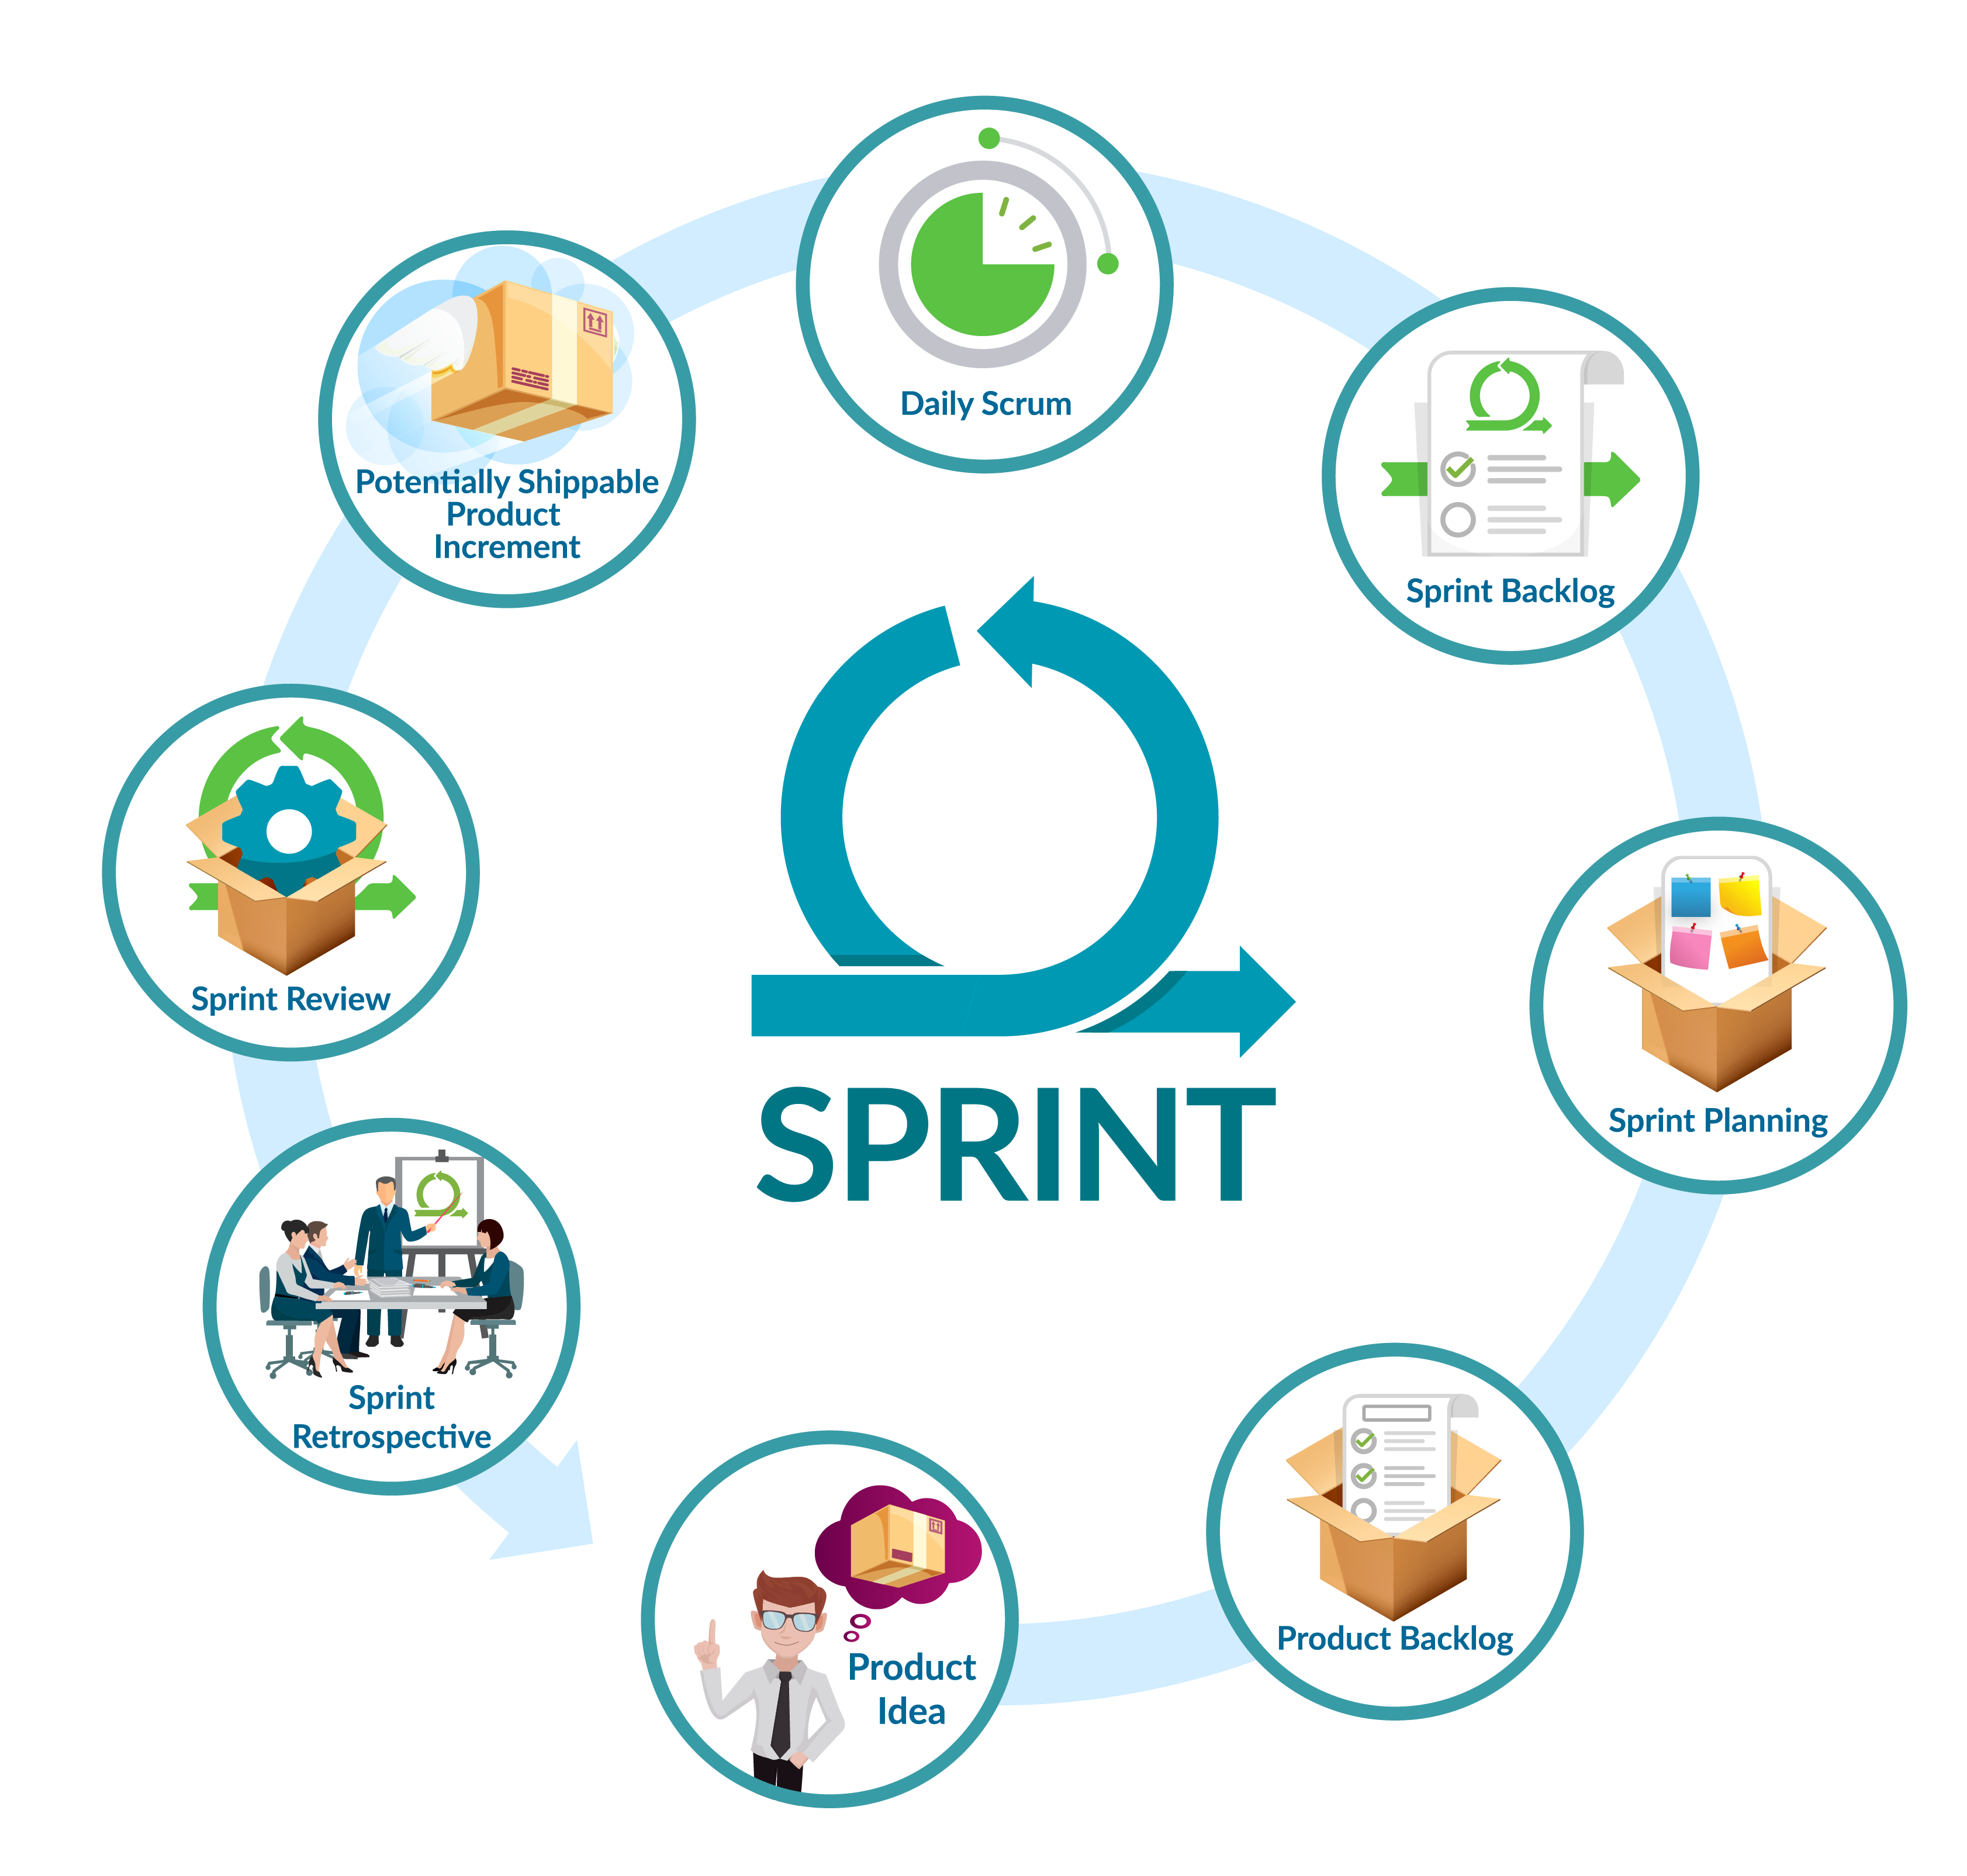 Daily Scrum
Potentially Shippable
Product
Increment
Sprint Backlog
Sprint Review
Sprint Planning
SPRINT
Sprint
Retrospective
Product Backlog
Product
Idea